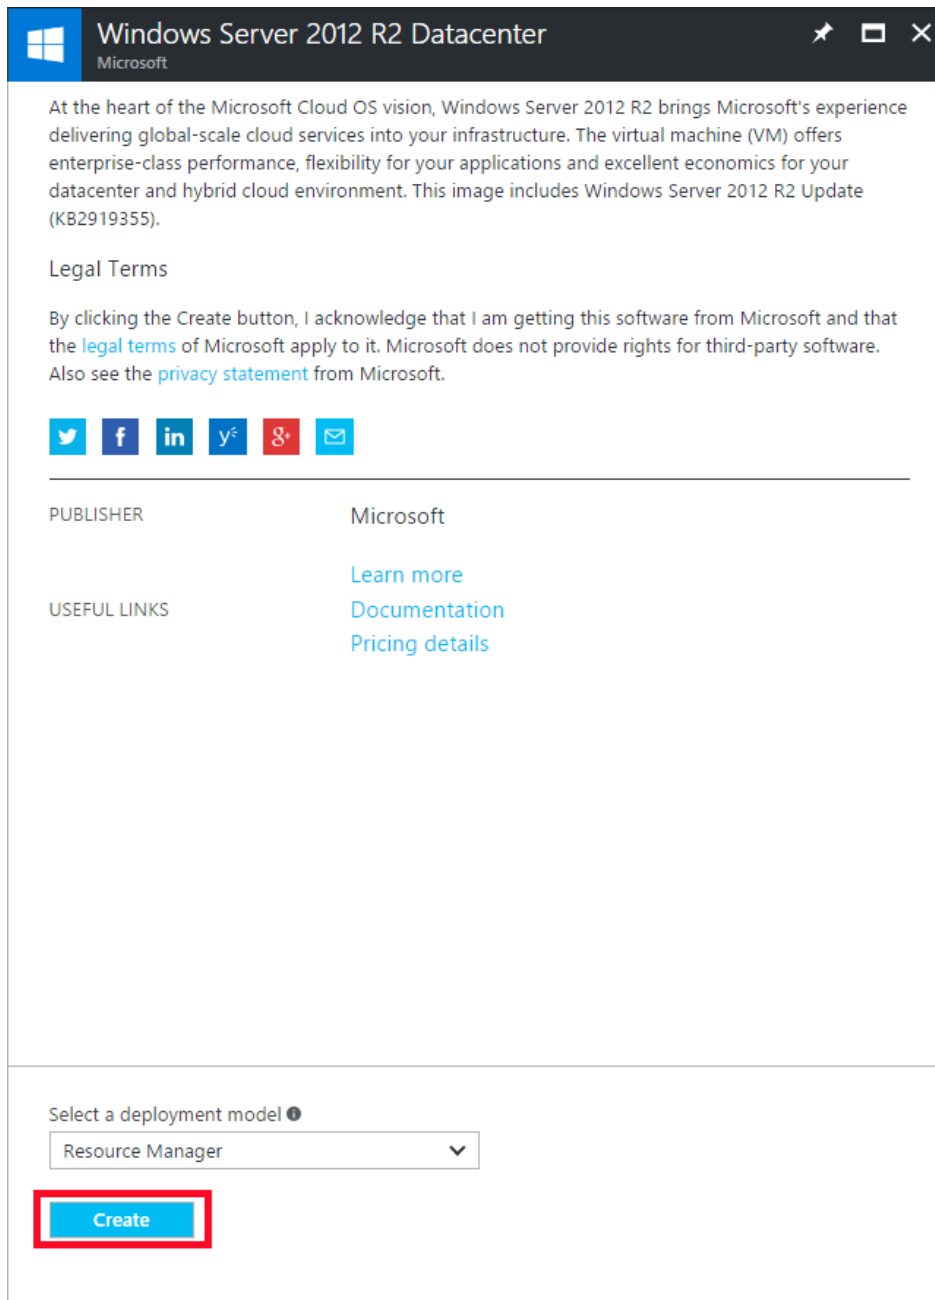 Windows Server 2012 R2 Datacenter
Microsoft
At the heart of the Microsoft Cloud OS vision, Windows Server 2012 R2 brings Microsoft's experience
delivering global-scale cloud services into your infrastructure. The virtual machine (VM) offers
enterprise-class performance, flexibility for your applications and excellent economics for your
datacenter and hybrid cloud environment. This image includes Windows Server 2012 R2 Update
(KB2919355).
Legal Terms
By clicking the Create button, I acknowledge that I am getting this software from Microsoft and that
the legal terms of Microsoft apply to it. Microsoft does not provide rights for third-party software.
Also see the privacy statement from Microsoft.
PUBLISHER Microsoft
Learn more
USEFUL LINKS Documentation
Pricing details
Select a deployment model
Resource Manager
Create